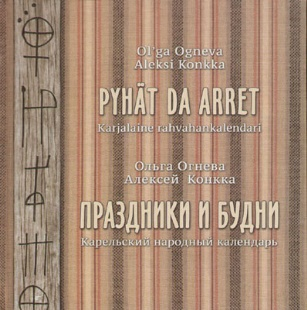 Ol'ga Ogneva
Aleksi Konkka
PYHÄT DA ARRET
Karjalaine rahvahankalendari
Ольга Огнева
Алексей Конкка
ПРАЗДНИКИ И БУДНИ
Карельский народный календарь